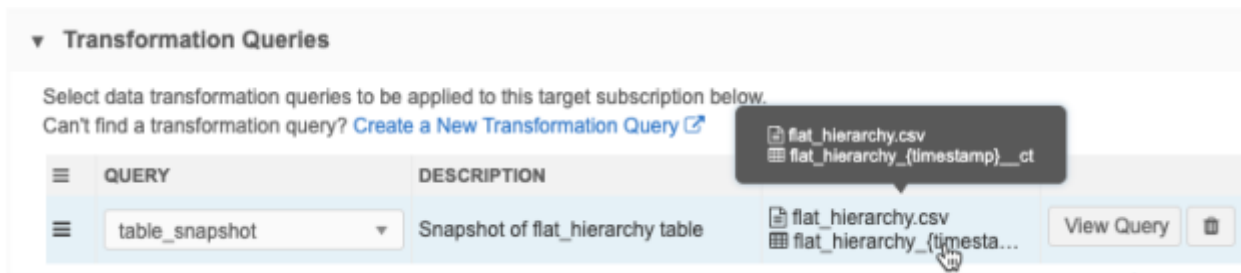 Transformation Queries
Select data transformation queries to be applied to this target subscription below.
Can't find a transformation query? Create a New Transformation Query
flat_hierarchy.csv
flat_hierarchy_{timestamp}__ct
QUERY DESCRIPTION
table_snapshot Snapshot of flat_hierarchy table flat_hierarchy.csv View Query
flat_hierarchy_{timesta...